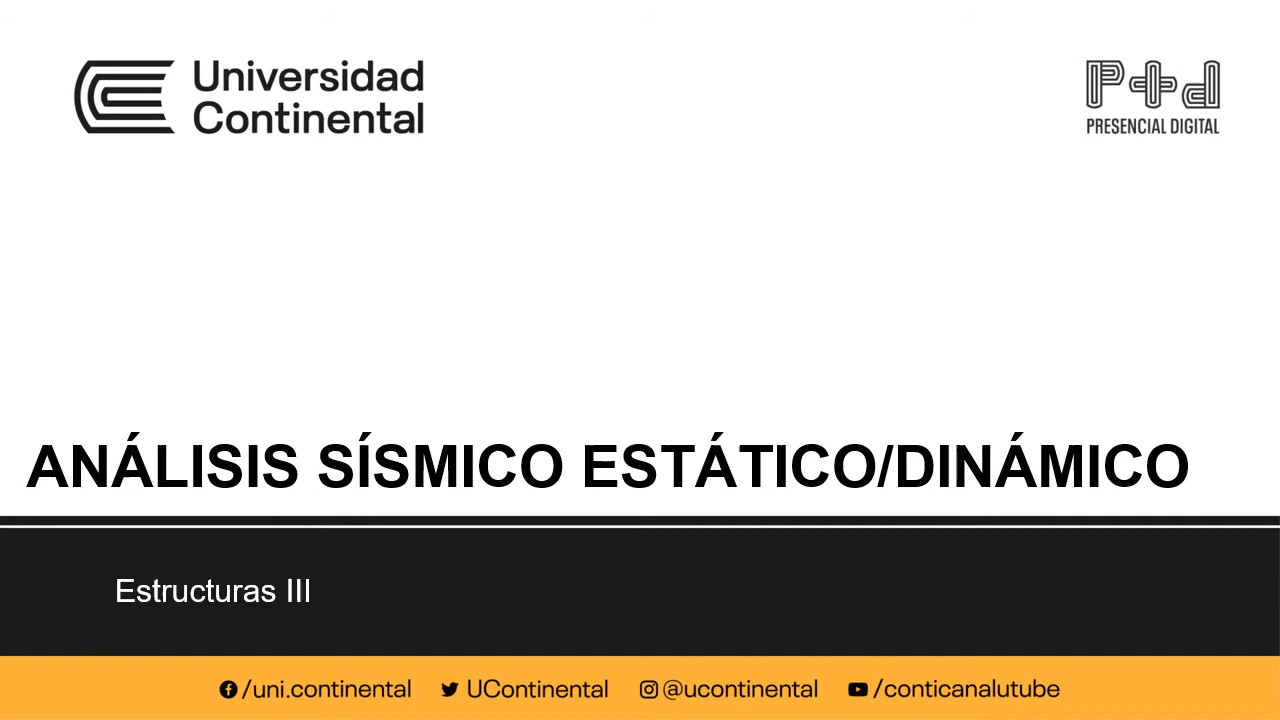 Universidad
Continental
P+d
PRESENCIAL DIGITAL
ANÁLISIS SÍSMICO ESTÁTICO/DINÁMICO
Estructuras III
/uni.continental
UContinental
@ucontinental
/conticanalutube